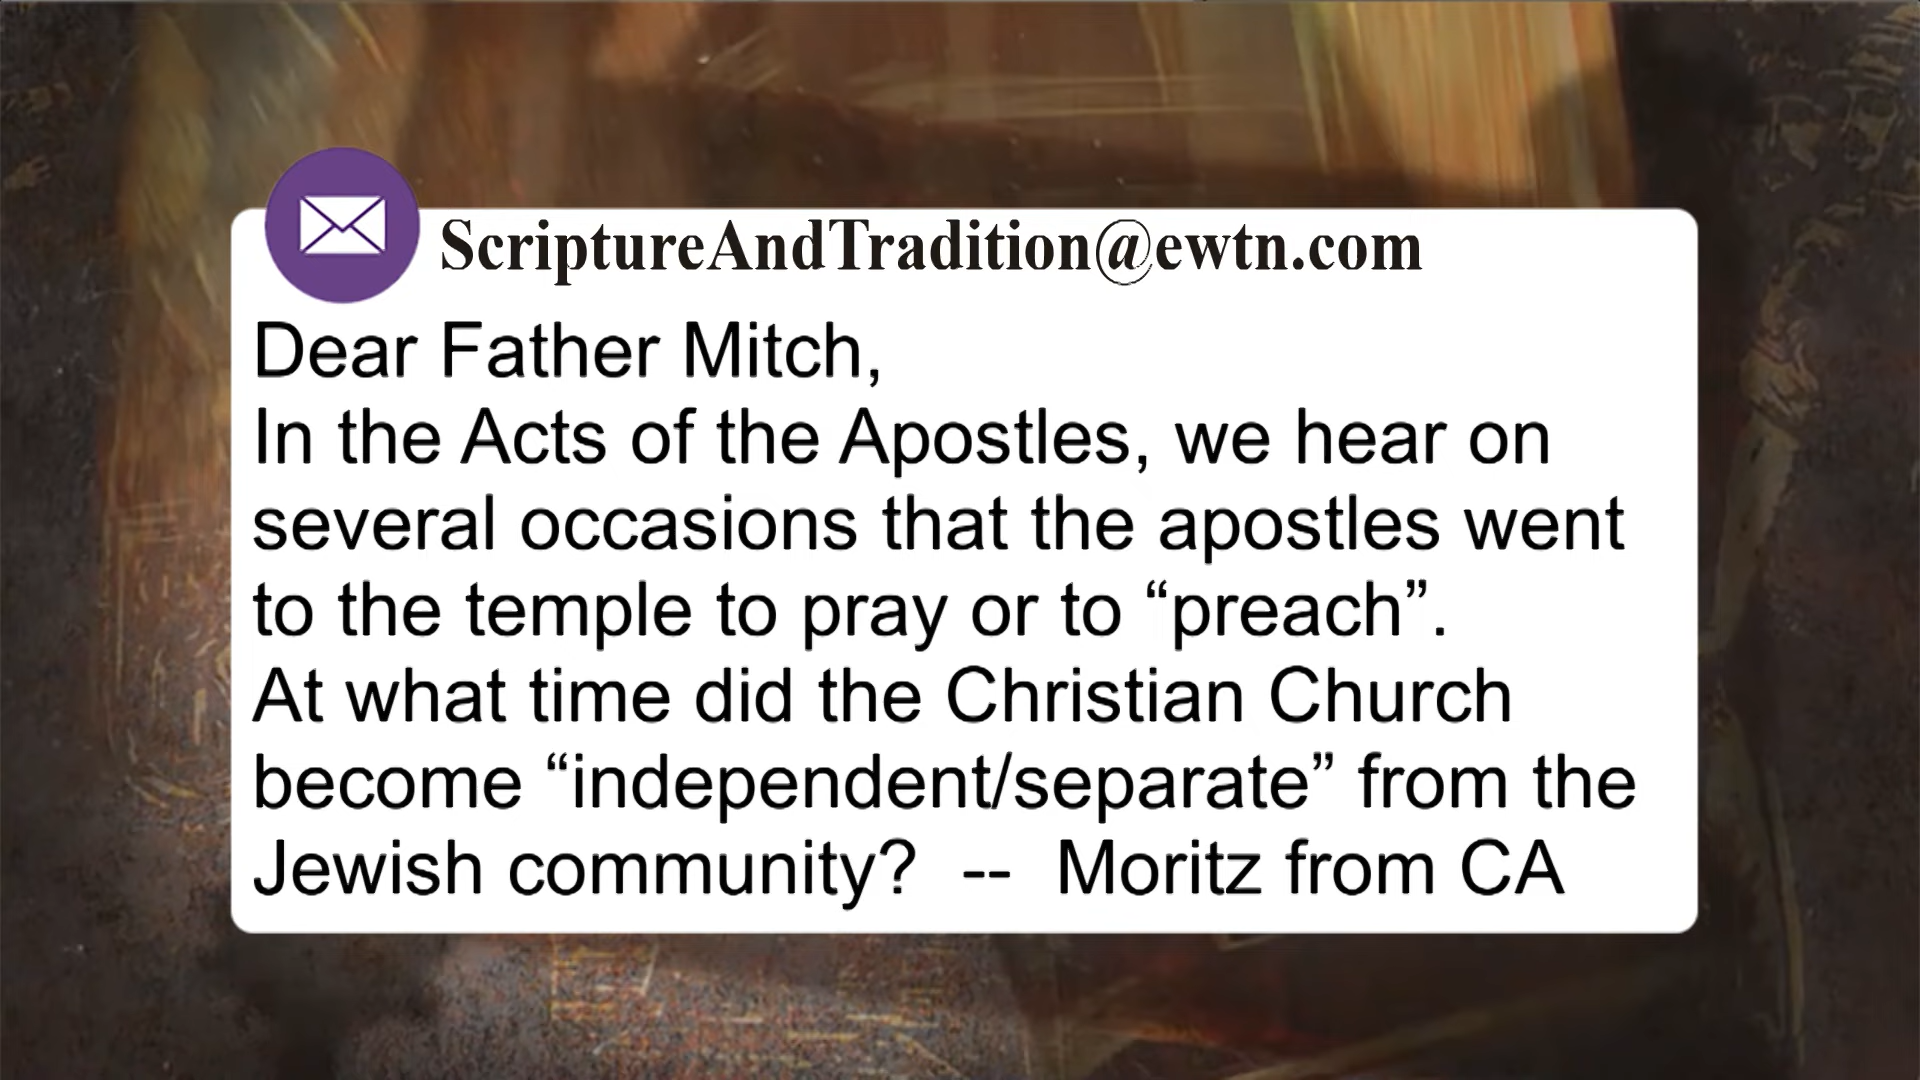 ScriptureAndTradition@ewtn.com
Dear Father Mitch,
In the Acts of the Apostles, we hear on
several occasions that the apostles went
to the temple to pray or to “preach”.
At what time did the Christian Church
become “independent/separate” from the
Jewish community?  --  Moritz from CA